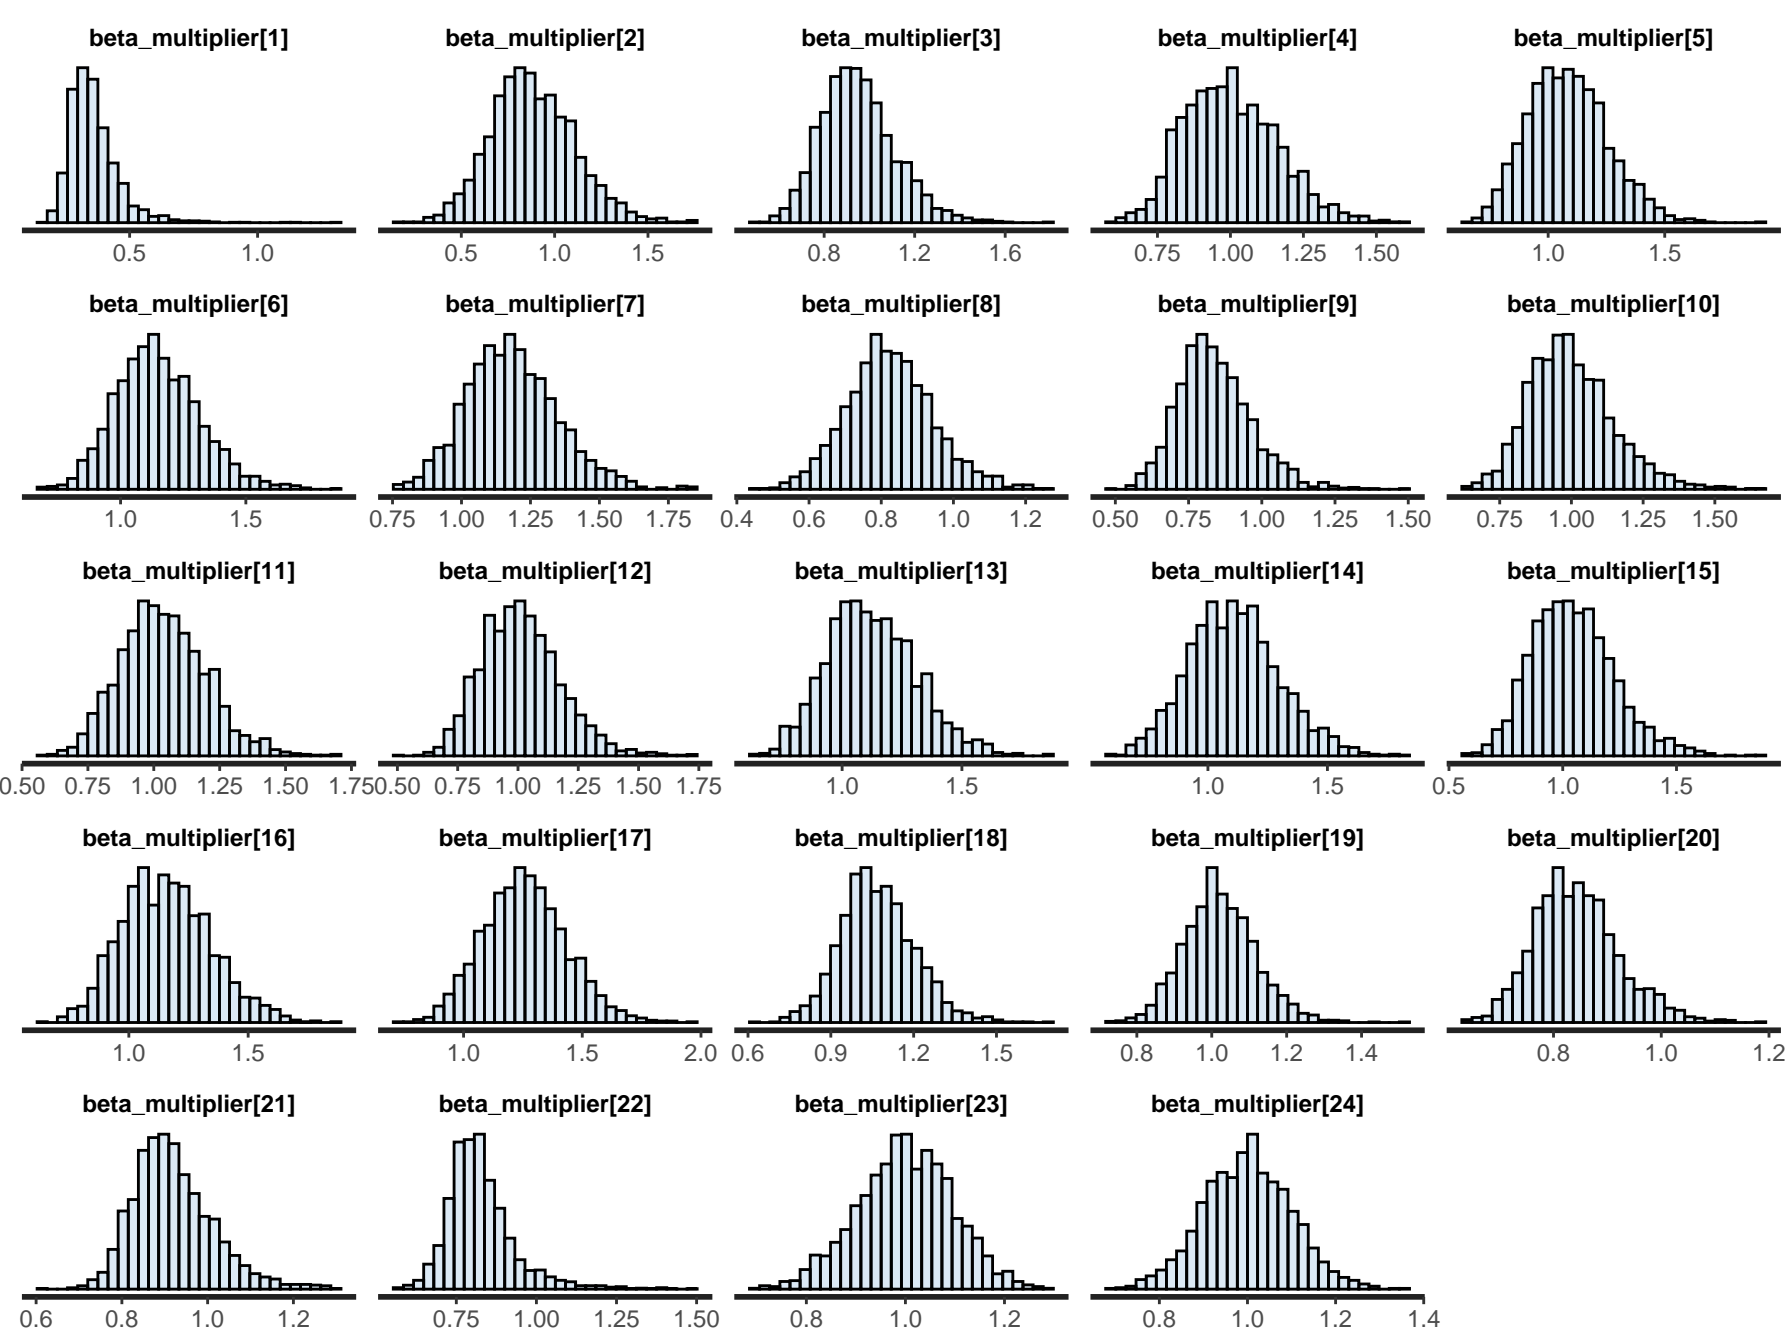 beta_multiplier[1] beta_multiplier[2] beta_multiplier[3] beta_multiplier[4] beta_multiplier[5]
0.5 1.0 0.5 1.0 1.5 0.8 1.2 1.6 0.75 1.00 1.25 1.50 1.0 1.5
beta_multiplier[6] beta_multiplier[7] beta_multiplier[8] beta_multiplier[9] beta_multiplier[10]
1.0 1.5 0.75 1.00 1.25 1.50 1.75 0.4 0.6 0.8 1.0 1.2 0.50 0.75 1.00 1.25 1.50 0.75 1.00 1.25 1.50
beta_multiplier[11] beta_multiplier[12] beta_multiplier[13] beta_multiplier[14] beta_multiplier[15]
0.50 0.75 1.00 1.25 1.50 1.75 0.50 0.75 1.00 1.25 1.50 1.75 1.0 1.5 1.0 1.5 0.5 1.0 1.5
beta_multiplier[16] beta_multiplier[17] beta_multiplier[18] beta_multiplier[19] beta_multiplier[20]
1.0 1.5 1.0 1.5 2.0 0.6 0.9 1.2 1.5 0.8 1.0 1.2 1.4 0.8 1.0 1.2
beta_multiplier[21] beta_multiplier[22] beta_multiplier[23] beta_multiplier[24]
0.6 0.8 1.0 1.2 0.75 1.00 1.25 1.50 0.8 1.0 1.2 0.8 1.0 1.2 1.4